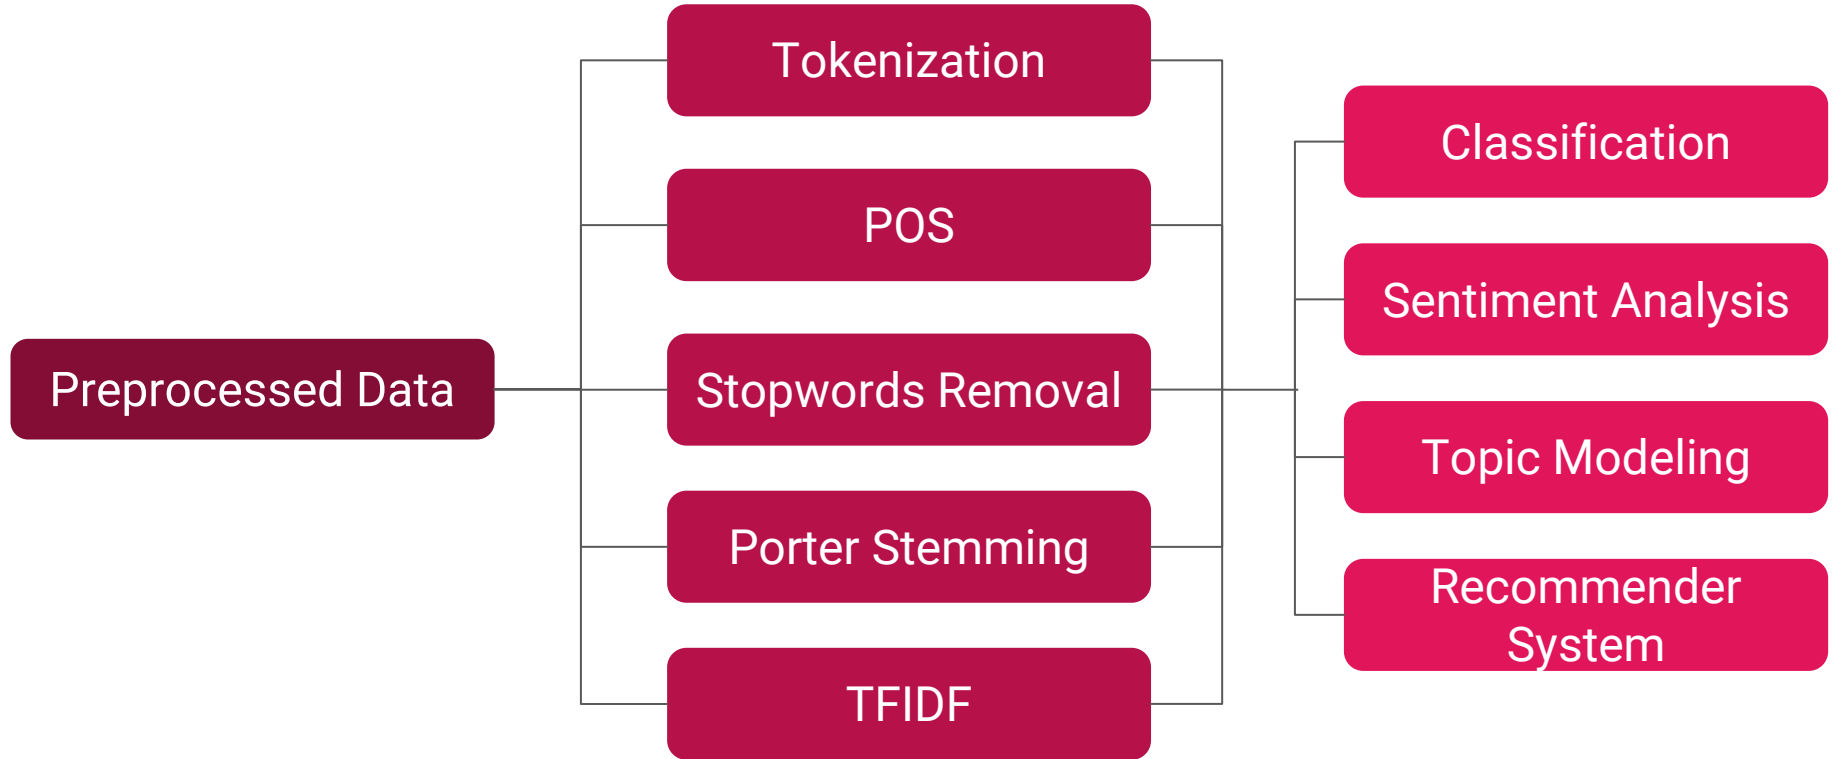 Preprocessed Data
Tokenization
POS
Stopwords Removal
Porter Stemming
TFIDF
Classification
Sentiment Analysis
Topic Modeling
Recommender
System